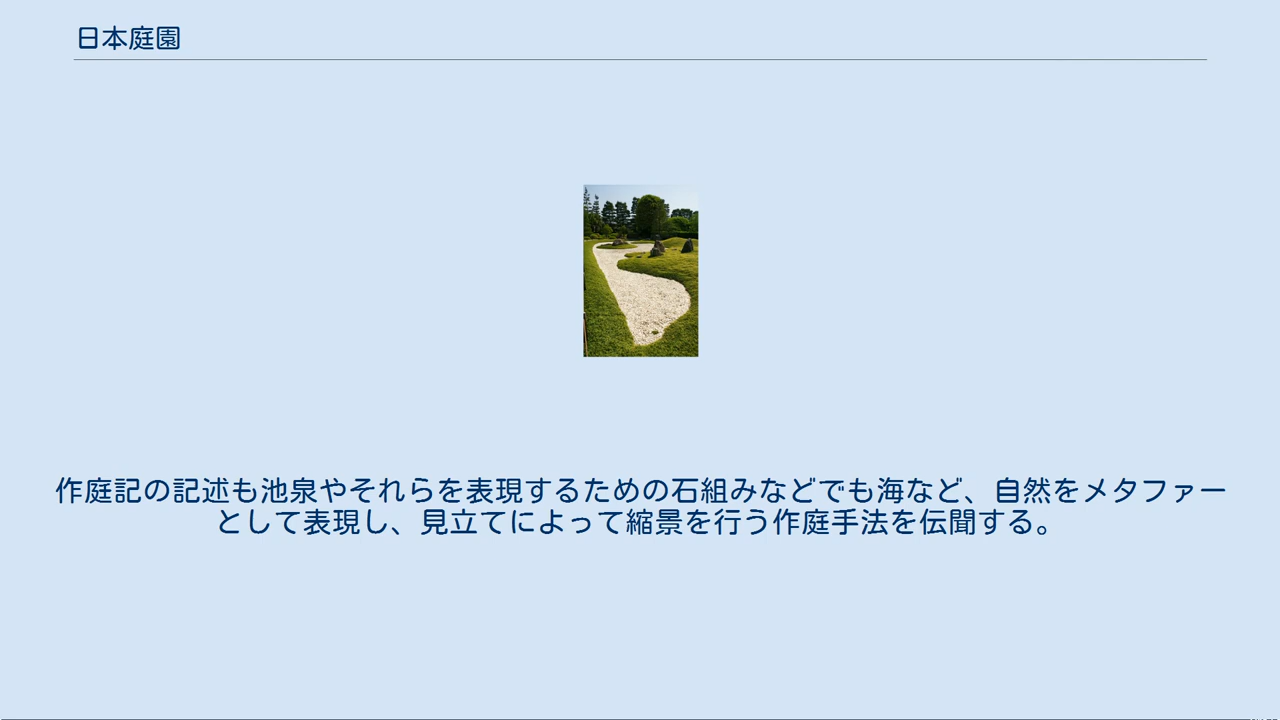 日本庭園
作庭記の記述も池泉やそれらを表現するための石組みなどでも海など、自然をメタファー
として表現し、見立てによって縮景を行う作庭手法を伝聞する。